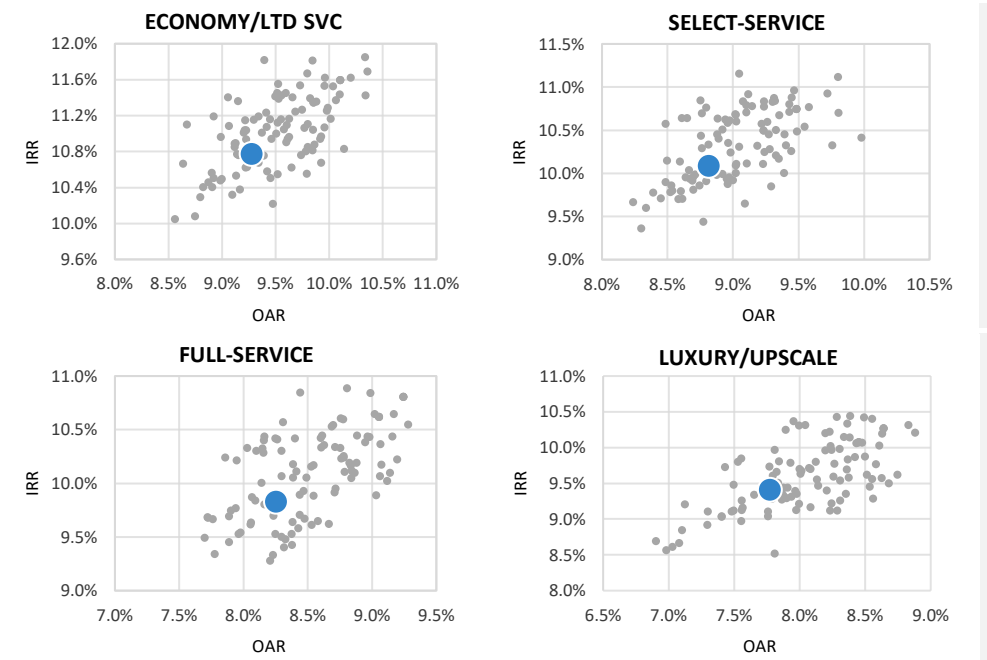 ECONOMY/LTD SVC
12.0%
11.6%
11.2%
10.8%
10.4%
10.0%
9.6%
IRR
8.0% 8.5% 9.0% 9.5% 10.0% 10.5% 11.0%
OAR
SELECT-SERVICE
11.5%
11.0%
10.5%
10.0%
9.5%
9.0%
IRR
8.0% 8.5% 9.0% 9.5% 10.0% 10.5%
OAR
FULL-SERVICE
11.0%
10.5%
10.0%
9.5%
9.0%
IRR
7.0% 7.5% 8.0% 8.5% 9.0% 9.5%
OAR
LUXURY/UPSCALE
11.0%
10.5%
10.0%
9.5%
9.0%
8.5%
8.0%
IRR
6.5% 7.0% 7.5% 8.0% 8.5% 9.0%
OAR